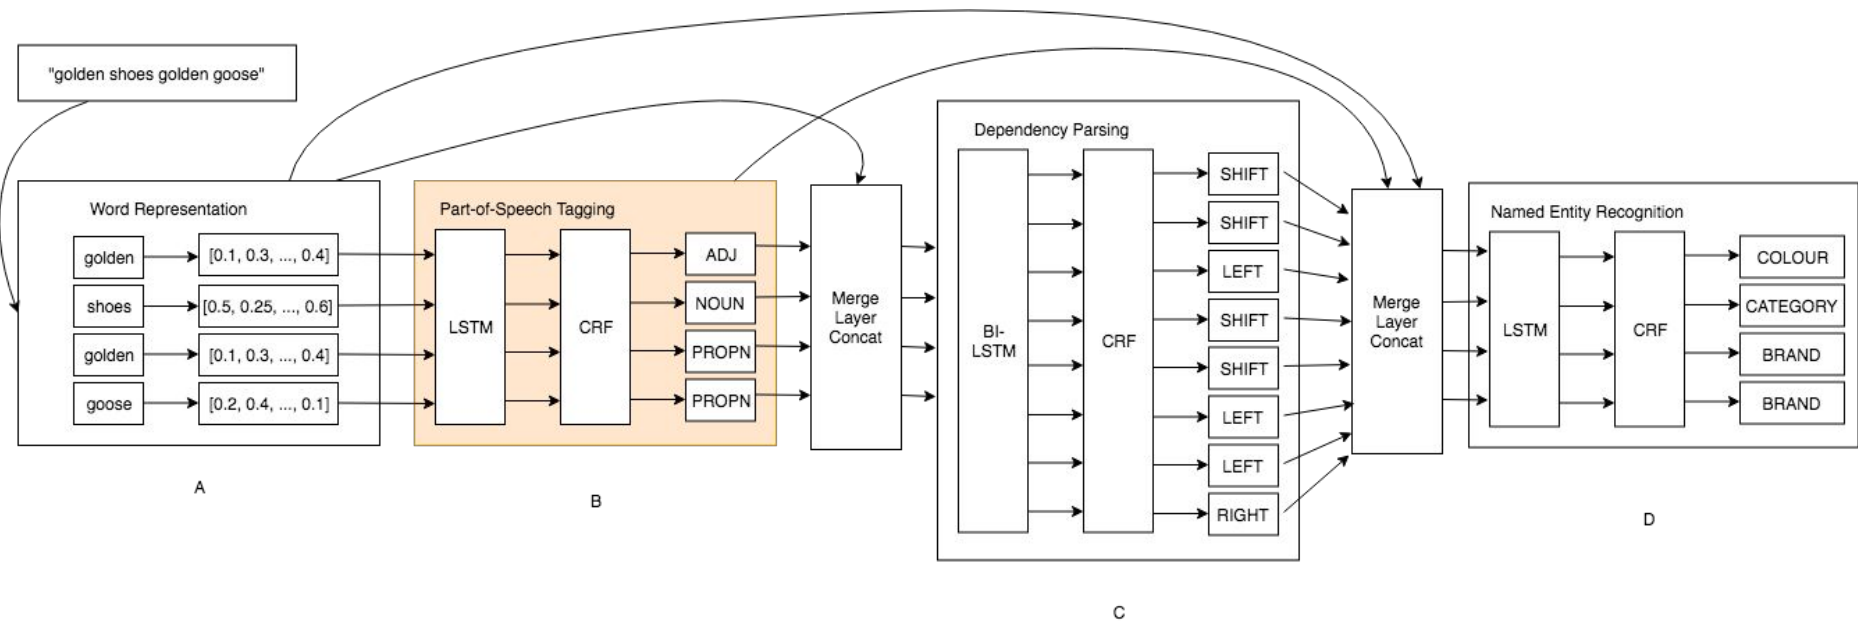 "golden shoes golden goose"
Word Representation
golden
[0.1, 0.3, ..., 0.4]
shoes
[0.5, 0.25, ..., 0.6]
golden
[0.1, 0.3, ..., 0.4]
goose
[0.2, 0.4, ..., 0.1]
A
Part-of-Speech Tagging
LSTM
CRF
ADJ
NOUN
PROPN
PROPN
B
Merge
Layer
Concat
Dependency Parsing
BI-
LSTM
CRF
SHIFT
SHIFT
LEFT
SHIFT
SHIFT
LEFT
LEFT
RIGHT
C
Merge
Layer
Concat
Named Entity Recognition
LSTM
CRF
COLOUR
CATEGORY
BRAND
BRAND
D